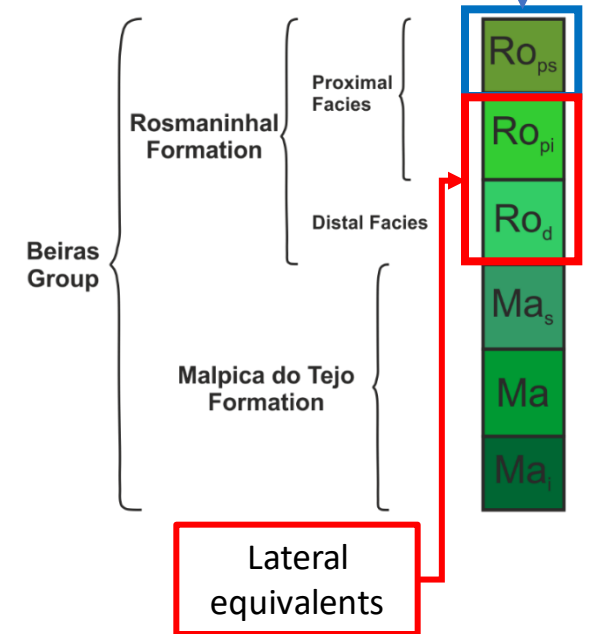 Beiras
Group
Rosmaninhal
Formation
Proximal
Facies
Distal Facies
Malpica do Tejo
Formation
Ro_ps
Ro_pi
Ro_d
Ma_s
Ma
Ma_i
Lateral
equivalents